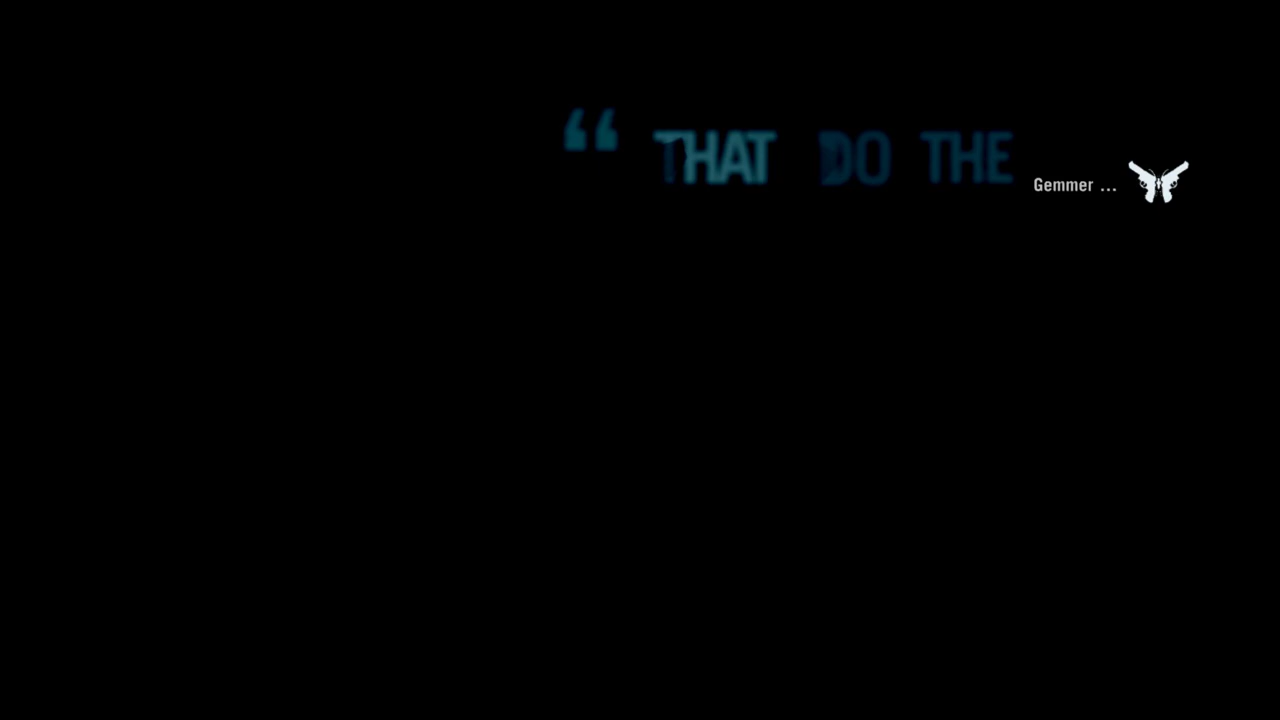 “ THAT DO THE
Gemmer ...